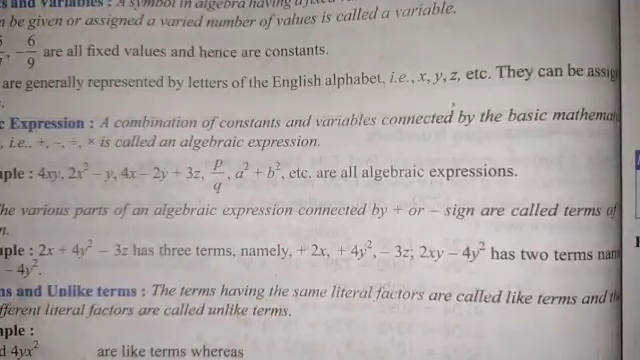 s and Variables : A symbol in algebra having a fixed
n be given or assigned a varied number of values is called a variable.
, -6/9 are all fixed values and hence are constants.
are generally represented by letters of the English alphabet, i.e., x, y, z, etc. They can be assig
c Expression : A combination of constants and variables connected by the basic mathemat
, i.e., +, –, ÷, × is called an algebraic expression.
mple : 4xy, 2x² – y, 4x – 2y + 3z, p/q, a² + b², etc. are all algebraic expressions.
he various parts of an algebraic expression connected by + or – sign are called terms of
n.
mple : 2x + 4y² – 3z has three terms, namely, + 2x, + 4y², – 3z; 2xy – 4y² has two terms nam
– 4y².
ms and Unlike terms : The terms having the same literal factors are called like terms and th
fferent literal factors are called unlike terms.
mple :
d 4yx² are like terms whereas